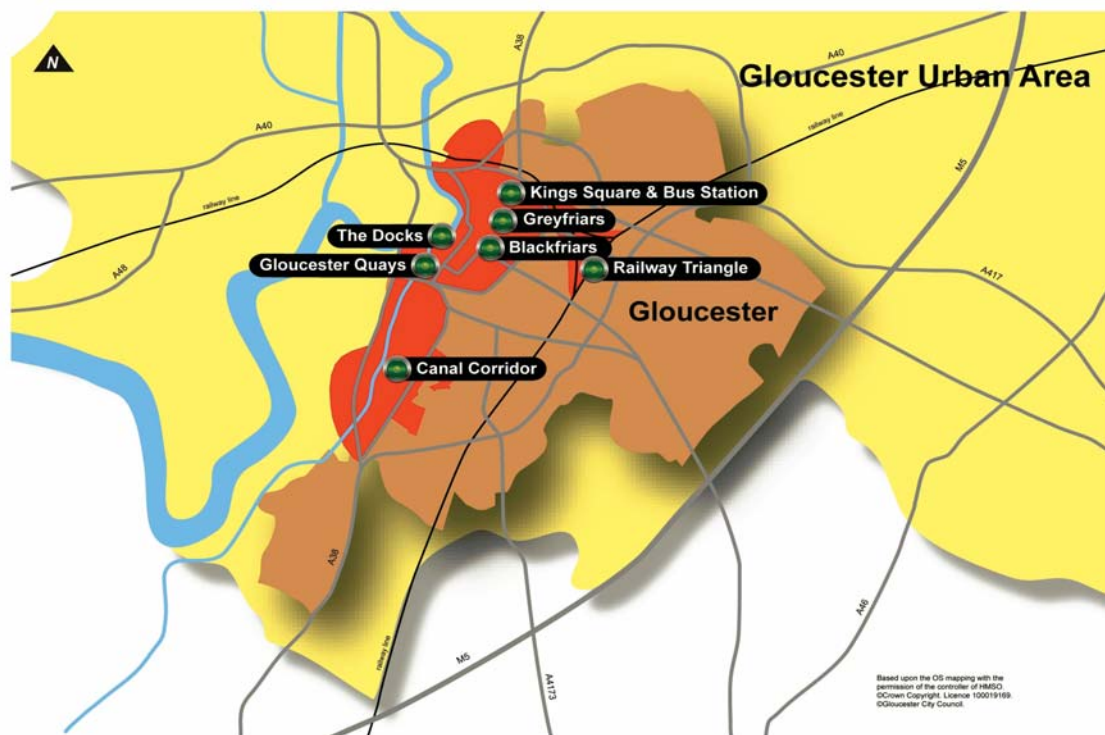 N
A38
A40
Gloucester Urban Area
A40
railway line
M5
railway line
Kings Square & Bus Station
Greyfriars
The Docks
Blackfriars
Gloucester Quays
Railway Triangle
A48
A417
Gloucester
Canal Corridor
A38
A46
railway line
M5
A4173
Based upon the OS mapping with the
permission of the controller of HMSO.
©Crown Copyright. Licence 100019169.
©Gloucester City Council.